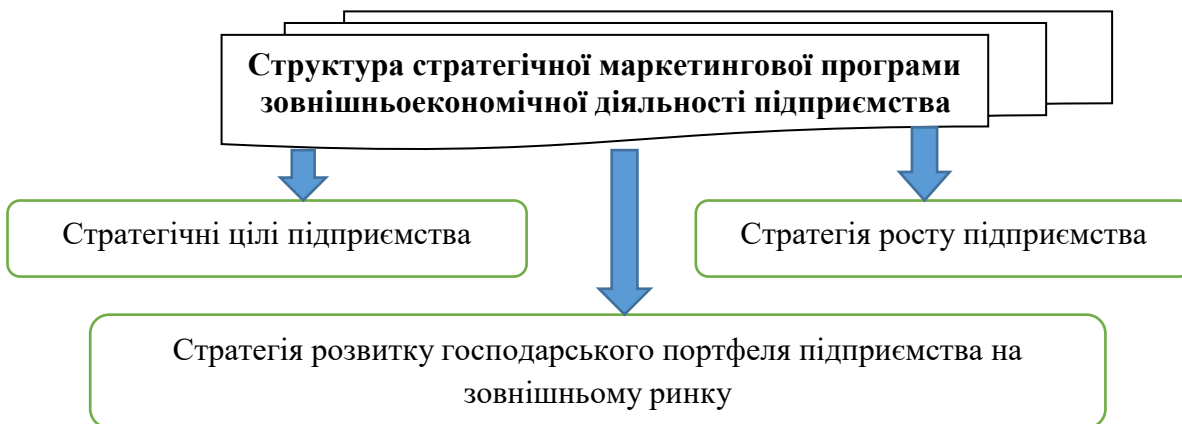 Структура стратегічної маркетингової програми
зовнішньоекономічної діяльності підприємства
Стратегічні цілі підприємства
Стратегія росту підприємства
Стратегія розвитку господарського портфеля підприємства на
зовнішньому ринку